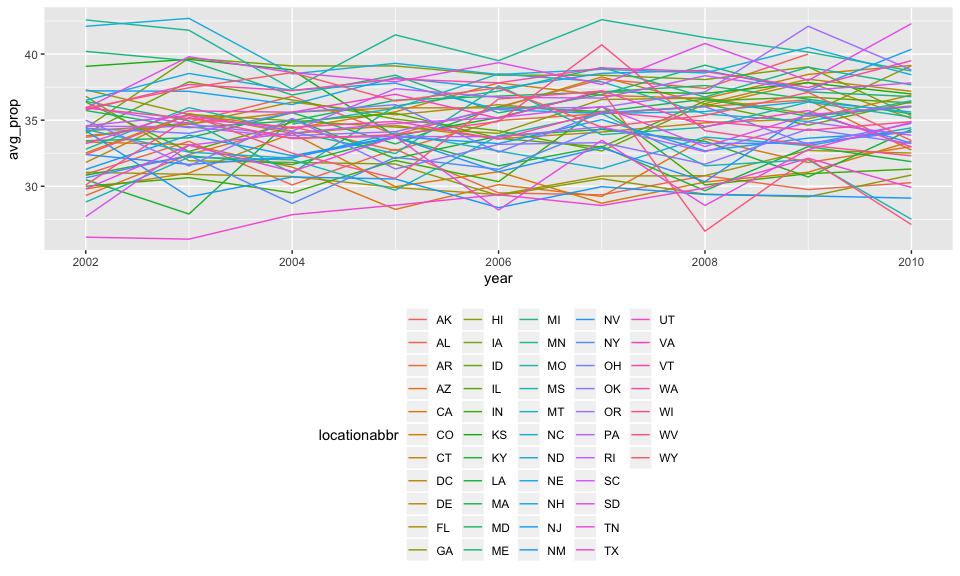 40
35
30
avg_prop
2002
2004
2006
2008
2010
year
locationabbr
AK
AL
AR
AZ
CA
CO
CT
DC
DE
FL
GA
HI
IA
ID
IL
IN
KS
KY
LA
MA
MD
ME
MI
MN
MO
MS
MT
NC
ND
NE
NH
NJ
NM
NV
NY
OH
OK
OR
PA
RI
SC
SD
TN
TX
UT
VA
VT
WA
WI
WV
WY